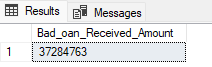 Results Messages
Bad_oan_Received_Amount
1 37284763